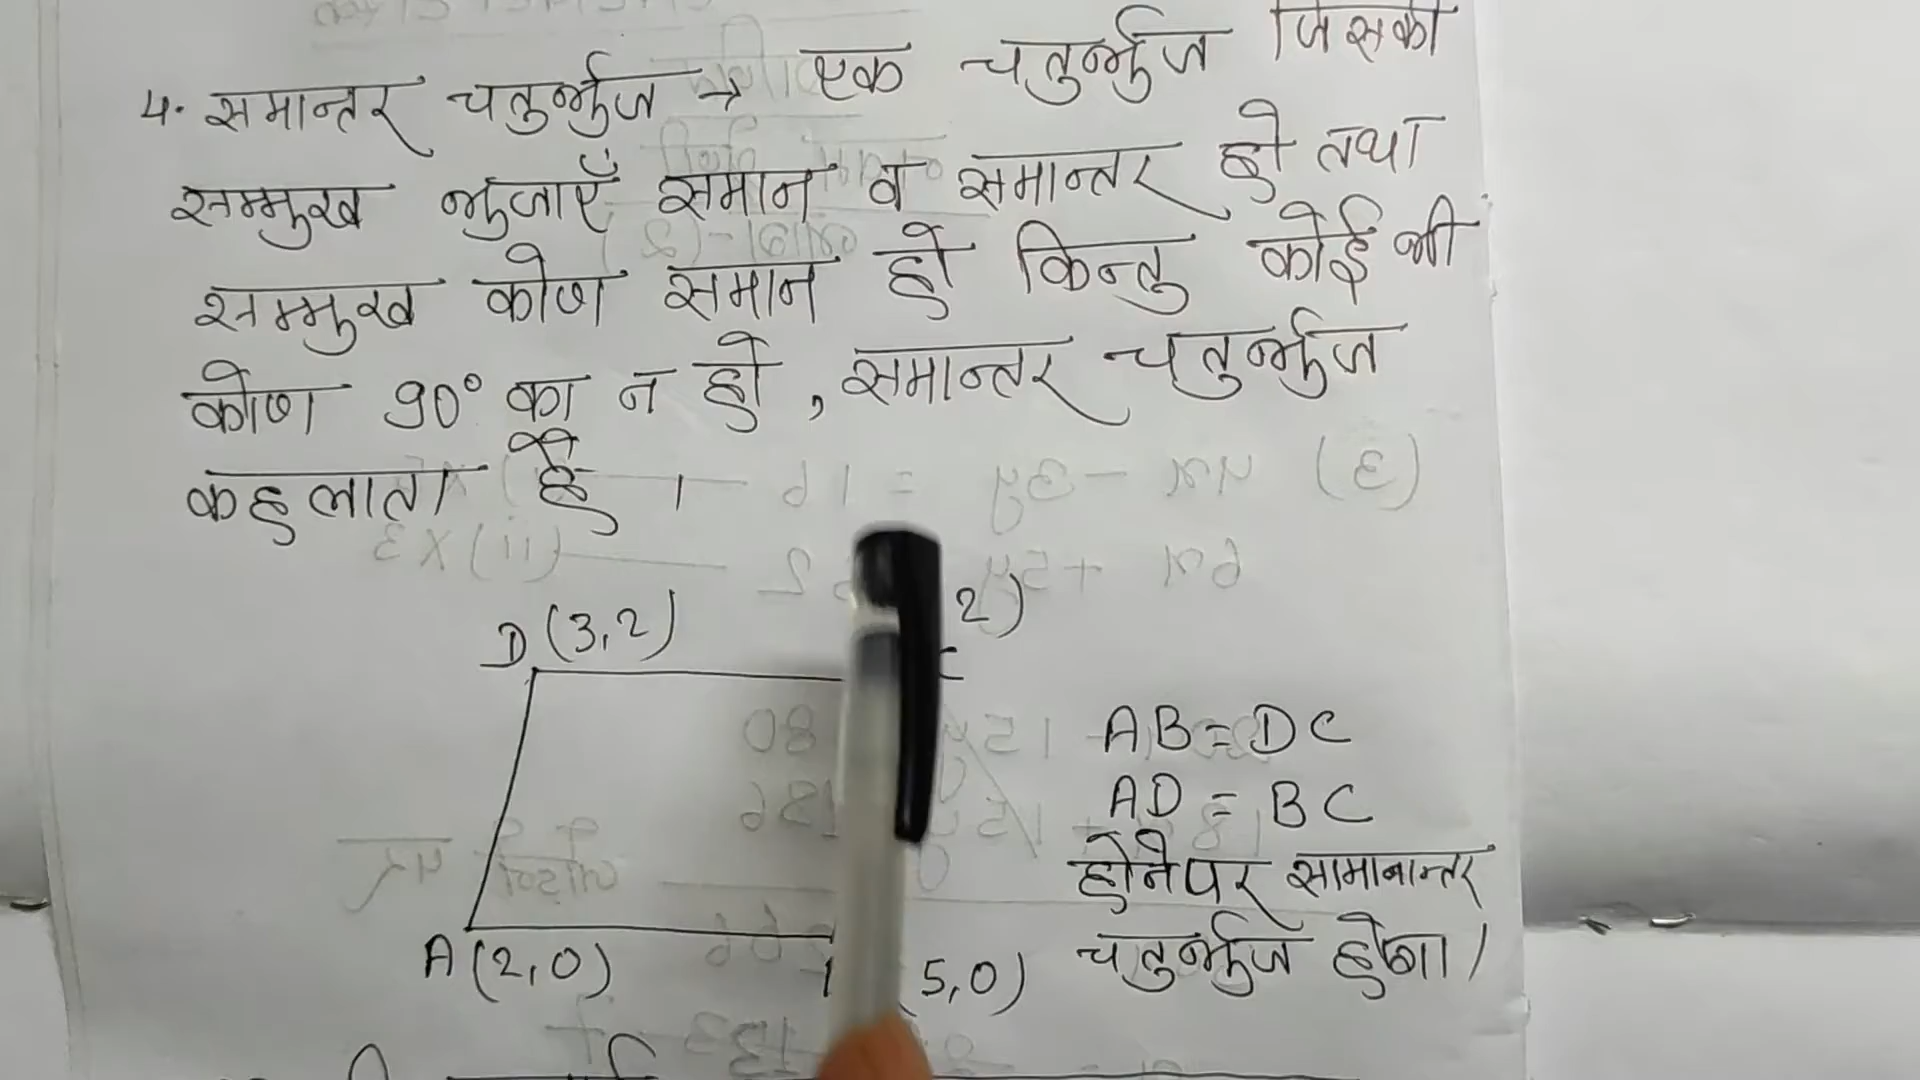 4. समान्तर चतुर्भुज → एक चतुर्भुज जिसकी
सम्मुख भुजाएँ समान व समान्तर हो तथा
सम्मुख कोण समान हो किन्तु कोई भी
कोण 90° का न हो , समान्तर चतुर्भुज
कहलाता है ।
D (3,2) 2)
C
AB = DC
AD = BC
होने पर सामानान्तर
चतुर्भुज होगा।
A (2,0) 5,0)